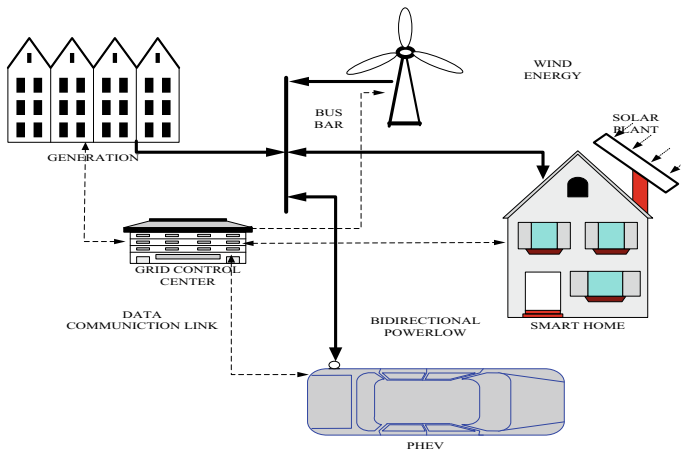 WIND
ENERGY
BUS
BAR
SOLAR
PLANT
GENERATION
GRID CONTROL
CENTER
DATA
COMMUNICTION LINK
BIDIRECTIONAL
POWERLOW
SMART HOME
PHEV